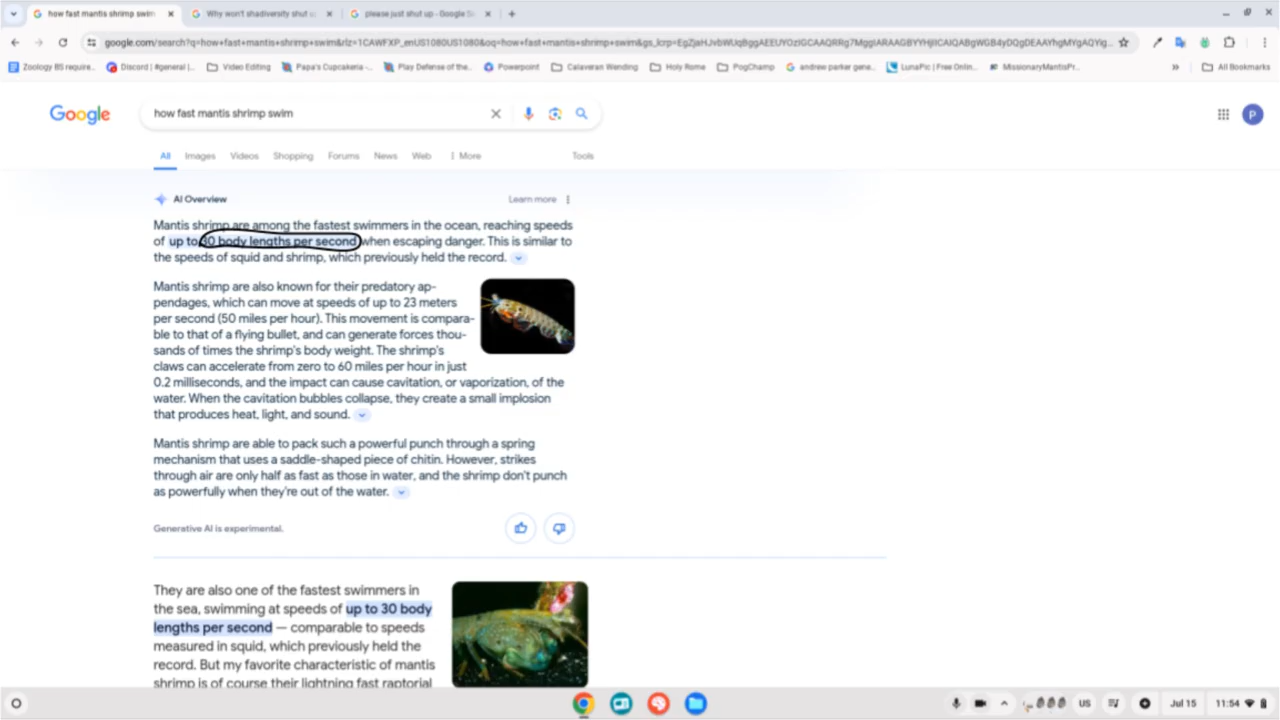 how fast mantis shrimp swim
Why won't shadiversity shut u
please just shut up - Google S
google.com/search?q=how+fast+mantis+shrimp+swim&rlz=1CAWFXP_enUS1080US1080&oq=how+fast+mantis+shrimp+swim
Zoology BS require..
Discord | #general |..
Video Editing
Papa's Cupcakeria -..
Play Defense of the..
Powerpoint
Calaveran Wending
Holy Rome
PogChamp
andrew parker gene..
LunaPic | Free Onlin..
MissionaryMantisPr..
All Bookmarks
Google
how fast mantis shrimp swim
P
All Images Videos Shopping Forums News Web More Tools
AI Overview
Learn more
Mantis shrimp are among the fastest swimmers in the ocean, reaching speeds
of up to 30 body lengths per second when escaping danger. This is similar to
the speeds of squid and shrimp, which previously held the record.
Mantis shrimp are also known for their predatory ap-
pendages, which can move at speeds of up to 23 meters
per second (50 miles per hour). This movement is compara-
ble to that of a flying bullet, and can generate forces thou-
sands of times the shrimp's body weight. The shrimp's
claws can accelerate from zero to 60 miles per hour in just
0.2 milliseconds, and the impact can cause cavitation, or vaporization, of the
water. When the cavitation bubbles collapse, they create a small implosion
that produces heat, light, and sound.
Mantis shrimp are able to pack such a powerful punch through a spring
mechanism that uses a saddle-shaped piece of chitin. However, strikes
through air are only half as fast as those in water, and the shrimp don't punch
as powerfully when they're out of the water.
Generative AI is experimental.
They are also one of the fastest swimmers in
the sea, swimming at speeds of up to 30 body
lengths per second — comparable to speeds
measured in squid, which previously held the
record. But my favorite characteristic of mantis
shrimp is of course their lightning fast raptorial
US
Jul 15
11:54